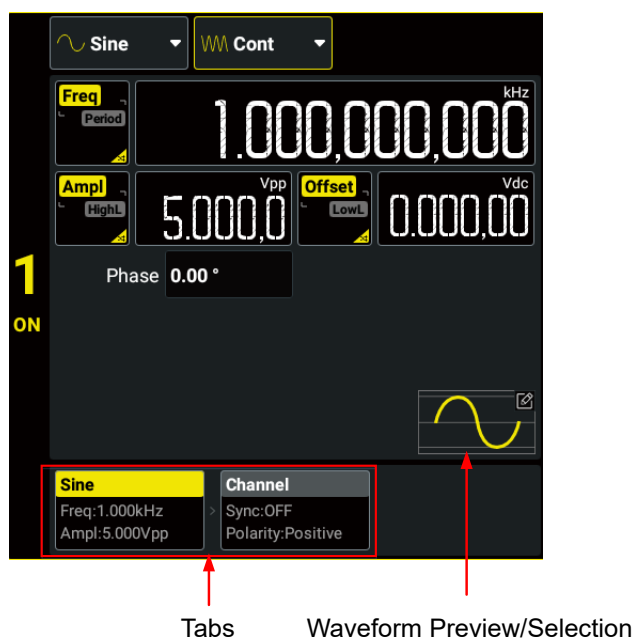 Sine Cont
Freq
Period
1.000,000,000 kHz
Ampl
HighL
5.000,0 Vpp
Offset
LowL
0.000,00 Vdc
1
ON
Phase 0.00 °
Sine
Freq:1.000kHz
Ampl:5.000Vpp
>
Channel
Sync:OFF
Polarity:Positive
Tabs
Waveform Preview/Selection